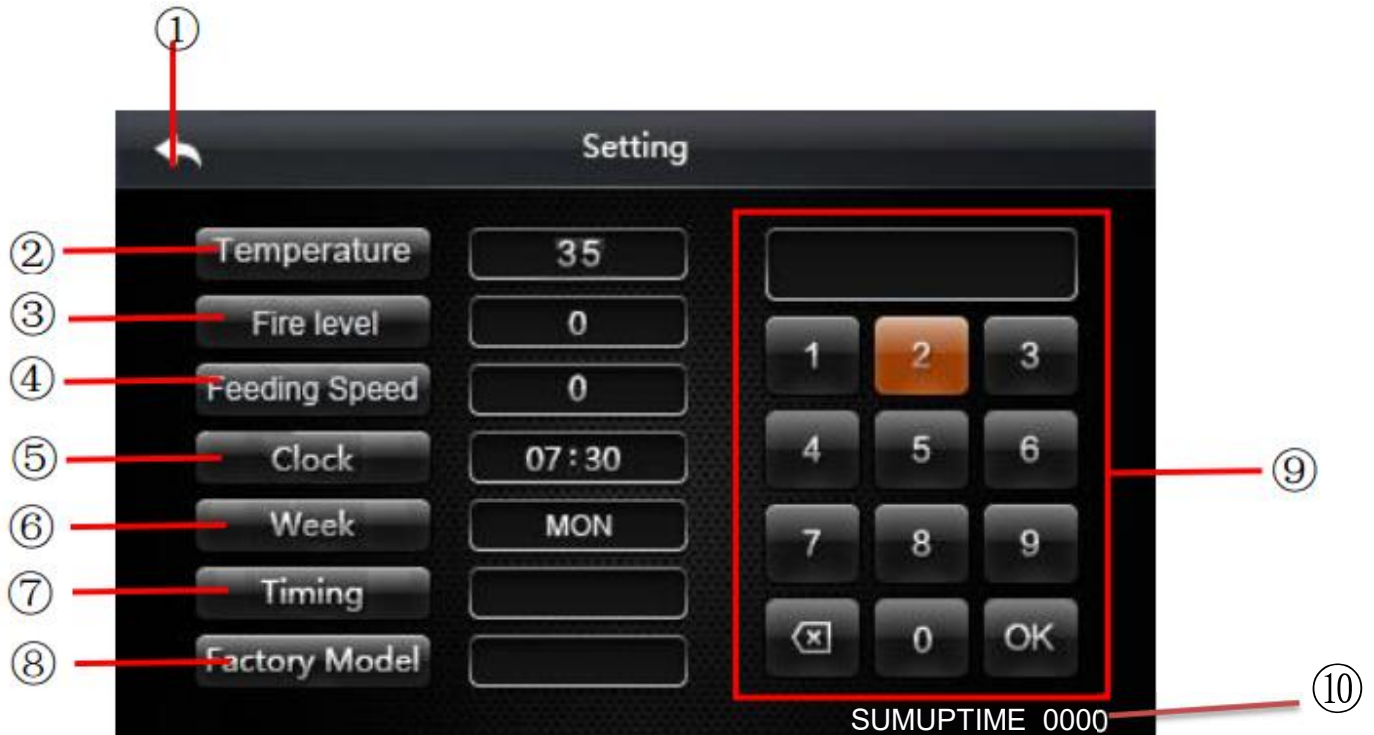 ①
Setting
② Temperature 35
③ Fire level 0
④ Feeding Speed 0
⑤ Clock 07:30
⑥ Week MON
⑦ Timing
⑧ Factory Model
1 2 3
4 5 6
7 8 9
0 OK
⑨
SUMUPTIME 0000
⑩